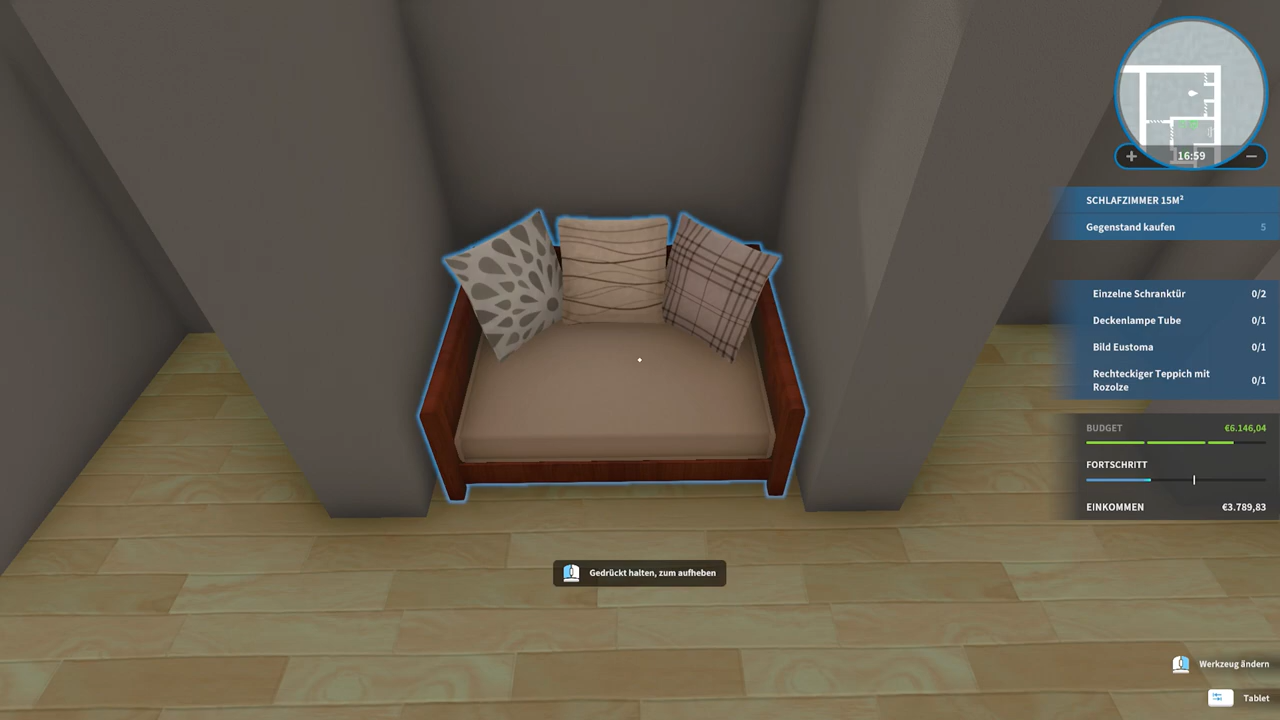 16:59
SCHLAFZIMMER 15M²
Gegenstand kaufen 5
Einzelne Schranktür 0/2
Deckenlampe Tube 0/1
Bild Eustoma 0/1
Rechteckiger Teppich mit
Rozolze 0/1
BUDGET €6.146,04
FORTSCHRITT
EINKOMMEN €3.789,83
Gedrückt halten, zum aufheben
Werkzeug ändern
Tablet